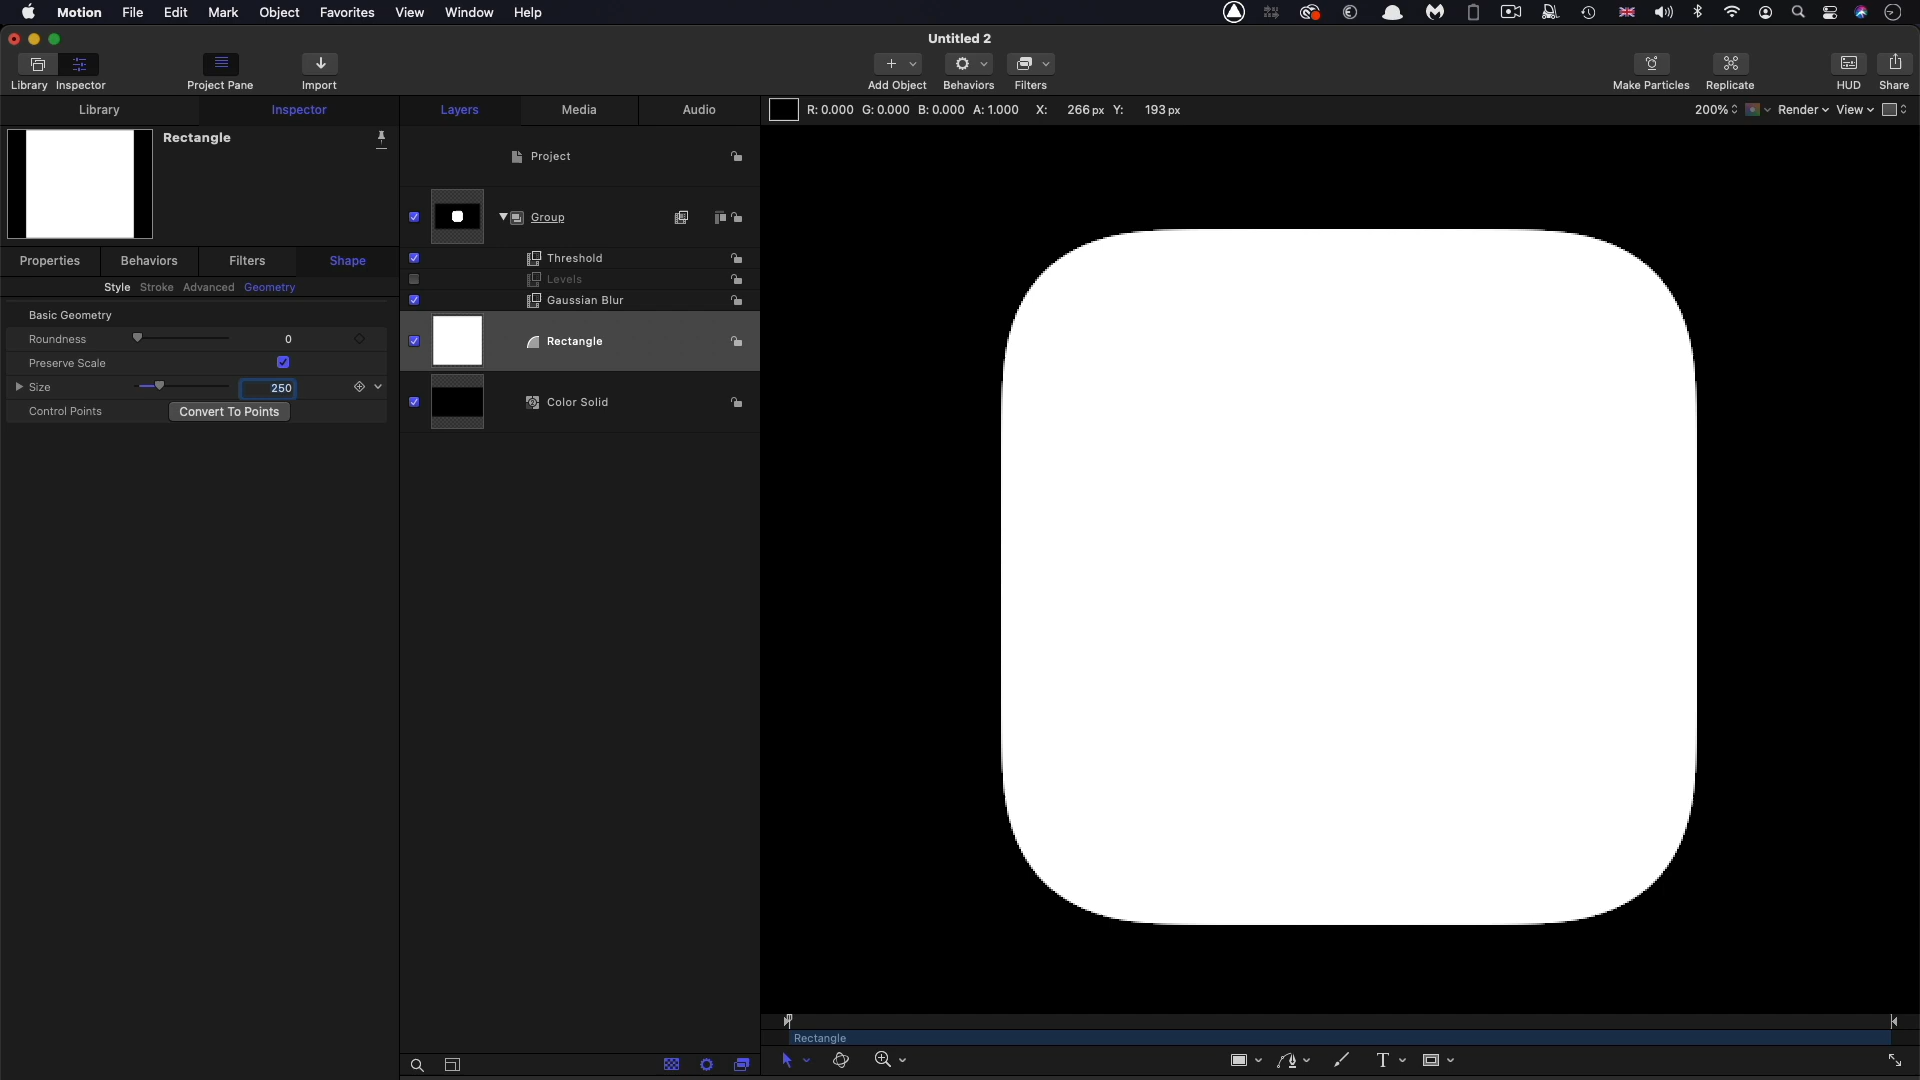 Motion File Edit Mark Object Favorites View Window Help
Untitled 2
Library Inspector Project Pane Import Add Object Behaviors Filters Make Particles Replicate HUD Share
Library Inspector Layers Media Audio R: 0.000 G: 0.000 B: 0.000 A: 1.000 X: 266 px Y: 193 px 200% Render View
Rectangle
Project
Group
Properties Behaviors Filters Shape
Threshold
Style Stroke Advanced Geometry
Levels
Gaussian Blur
Basic Geometry
Roundness 0
Rectangle
Preserve Scale
Size 250
Color Solid
Control Points Convert To Points
Rectangle
T